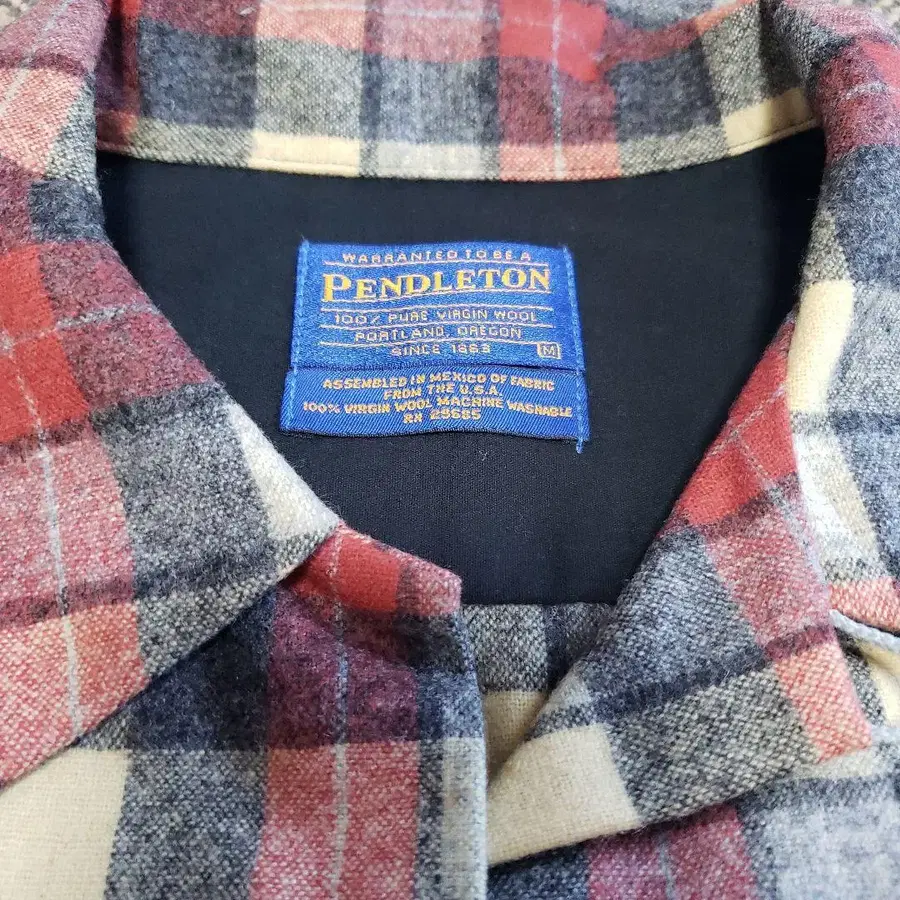 WARRANTED TO BE A
PENDLETON
100% PURE VIRGIN WOOL
PORTLAND, OREGON
SINCE 1863 M
ASSEMBLED IN MEXICO OF FABRIC
FROM THE U.S.A.
100% VIRGIN WOOL MACHINE WASHABLE
RN 29685